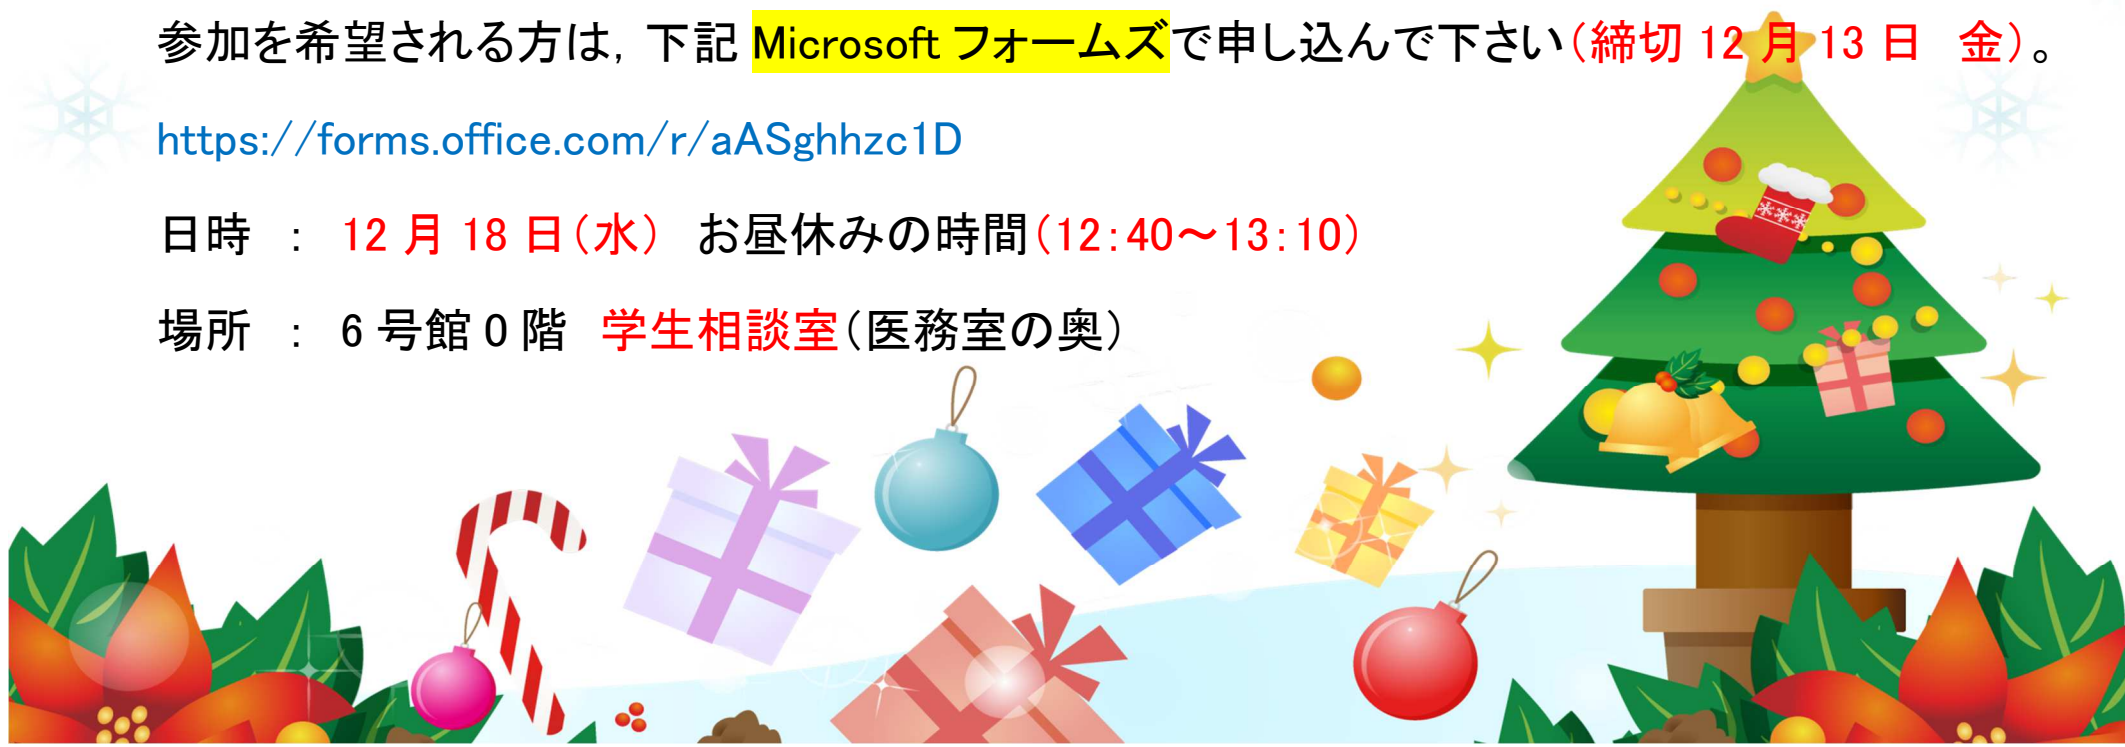 参加を希望される方は，下記 Microsoft フォームズで申し込んで下さい（締切 12 月 13 日　金）。
https://forms.office.com/r/aASghhzc1D
日時　：　12 月 18 日（水）　お昼休みの時間（12：40～13：10）
場所　：　6 号館 0 階　学生相談室（医務室の奥）